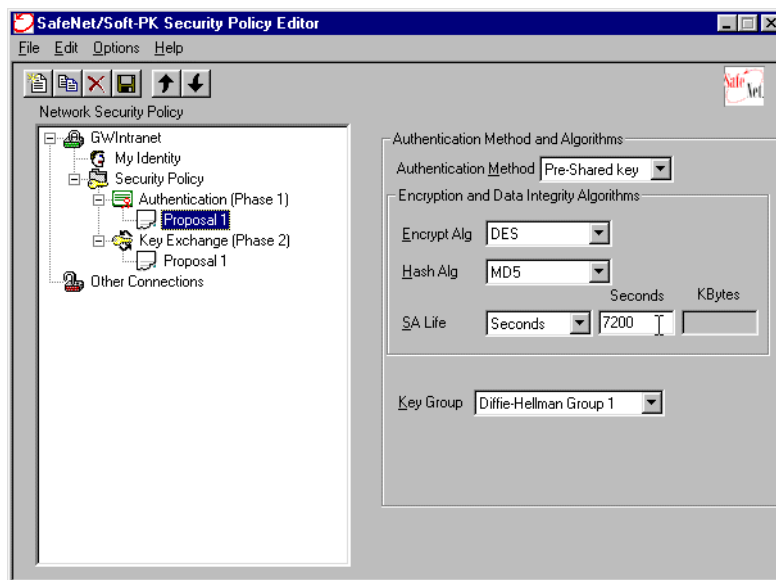 SafeNet/Soft-PK Security Policy Editor
File Edit Options Help
Safe Net.
Network Security Policy
GWIntranet
My Identity
Security Policy
Authentication (Phase 1)
Proposal 1
Key Exchange (Phase 2)
Proposal 1
Other Connections
Authentication Method and Algorithms
Authentication Method Pre-Shared key
Encryption and Data Integrity Algorithms
Encrypt Alg DES
Hash Alg MD5
Seconds KBytes
SA Life Seconds 7200
Key Group Diffie-Hellman Group 1